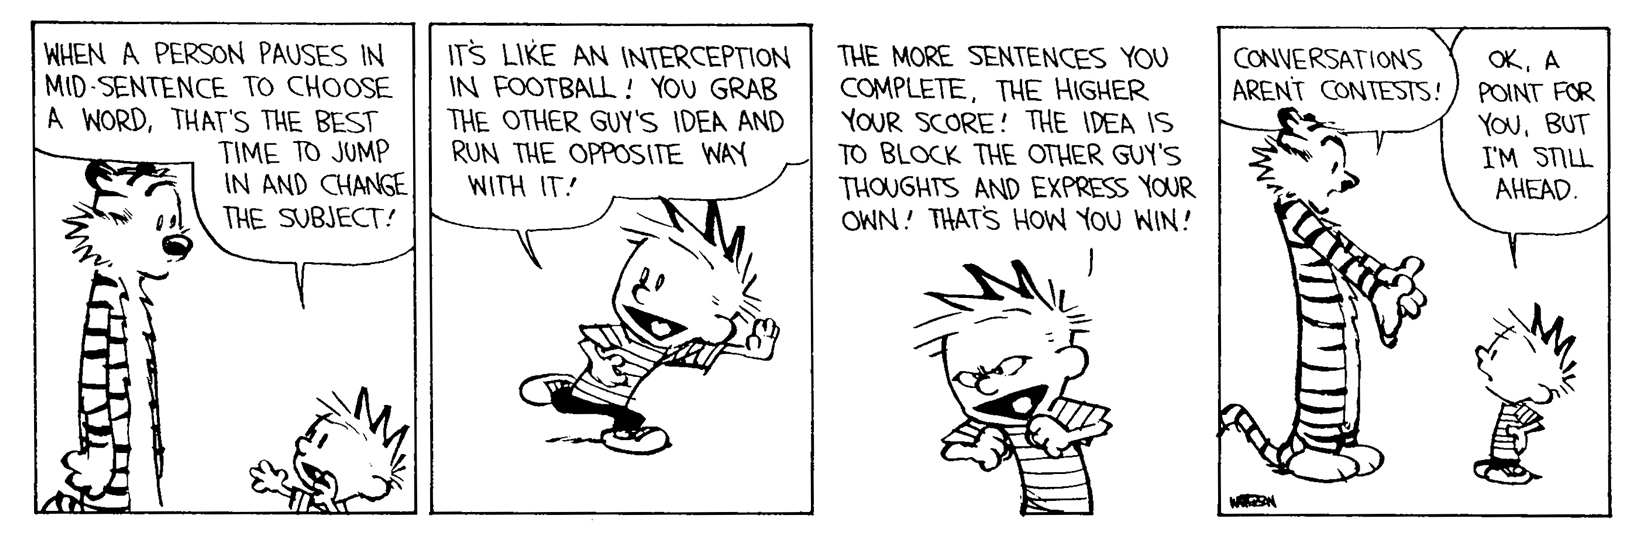 WHEN A PERSON PAUSES IN
MID-SENTENCE TO CHOOSE
A WORD, THAT'S THE BEST
TIME TO JUMP
IN AND CHANGE
THE SUBJECT!
IT'S LIKE AN INTERCEPTION
IN FOOTBALL! YOU GRAB
THE OTHER GUY'S IDEA AND
RUN THE OPPOSITE WAY
WITH IT!
THE MORE SENTENCES YOU
COMPLETE, THE HIGHER
YOUR SCORE! THE IDEA IS
TO BLOCK THE OTHER GUY'S
THOUGHTS AND EXPRESS YOUR
OWN! THAT'S HOW YOU WIN!
CONVERSATIONS
AREN'T CONTESTS!
OK, A
POINT FOR
YOU, BUT
I'M STILL
AHEAD.
WATTERSON